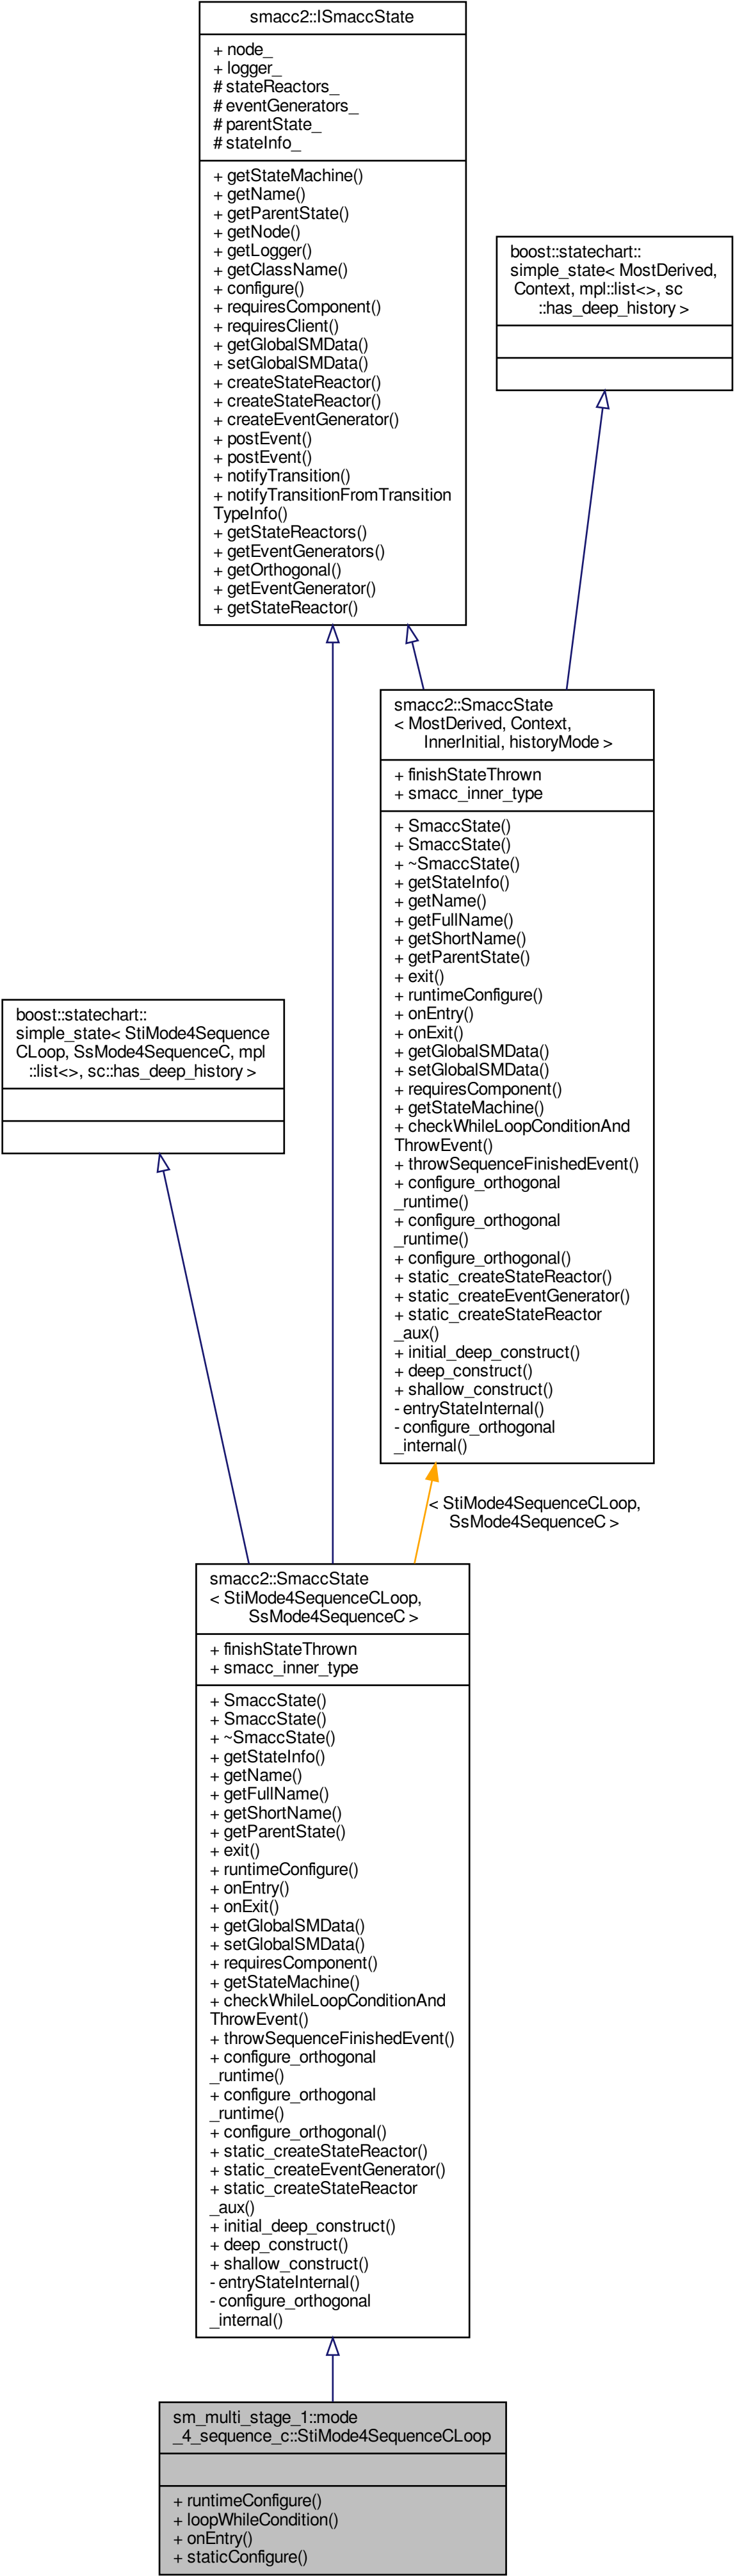 smacc2::ISmaccState
+ node_
+ logger_
# stateReactors_
# eventGenerators_
# parentState_
# stateInfo_
+ getStateMachine()
+ getName()
+ getParentState()
+ getNode()
+ getLogger()
+ getClassName()
+ configure()
+ requiresComponent()
+ requiresClient()
+ getGlobalSMData()
+ setGlobalSMData()
+ createStateReactor()
+ createStateReactor()
+ createEventGenerator()
+ postEvent()
+ postEvent()
+ notifyTransition()
+ notifyTransitionFromTransition
TypeInfo()
+ getStateReactors()
+ getEventGenerators()
+ getOrthogonal()
+ getEventGenerator()
+ getStateReactor()
boost::statechart::
simple_state< MostDerived,
Context, mpl::list<>, sc
::has_deep_history >
smacc2::SmaccState
< MostDerived, Context,
InnerInitial, historyMode >
+ finishStateThrown
+ smacc_inner_type
+ SmaccState()
+ SmaccState()
+ ~SmaccState()
+ getStateInfo()
+ getName()
+ getFullName()
+ getShortName()
+ getParentState()
+ exit()
+ runtimeConfigure()
+ onEntry()
+ onExit()
+ getGlobalSMData()
+ setGlobalSMData()
+ requiresComponent()
+ getStateMachine()
+ checkWhileLoopConditionAnd
ThrowEvent()
+ throwSequenceFinishedEvent()
+ configure_orthogonal
_runtime()
+ configure_orthogonal
_runtime()
+ configure_orthogonal()
+ static_createStateReactor()
+ static_createEventGenerator()
+ static_createStateReactor
_aux()
+ initial_deep_construct()
+ deep_construct()
+ shallow_construct()
- entryStateInternal()
- configure_orthogonal
_internal()
boost::statechart::
simple_state< StiMode4Sequence
CLoop, SsMode4SequenceC, mpl
::list<>, sc::has_deep_history >
< StiMode4SequenceCLoop,
SsMode4SequenceC >
smacc2::SmaccState
< StiMode4SequenceCLoop,
SsMode4SequenceC >
+ finishStateThrown
+ smacc_inner_type
+ SmaccState()
+ SmaccState()
+ ~SmaccState()
+ getStateInfo()
+ getName()
+ getFullName()
+ getShortName()
+ getParentState()
+ exit()
+ runtimeConfigure()
+ onEntry()
+ onExit()
+ getGlobalSMData()
+ setGlobalSMData()
+ requiresComponent()
+ getStateMachine()
+ checkWhileLoopConditionAnd
ThrowEvent()
+ throwSequenceFinishedEvent()
+ configure_orthogonal
_runtime()
+ configure_orthogonal
_runtime()
+ configure_orthogonal()
+ static_createStateReactor()
+ static_createEventGenerator()
+ static_createStateReactor
_aux()
+ initial_deep_construct()
+ deep_construct()
+ shallow_construct()
- entryStateInternal()
- configure_orthogonal
_internal()
sm_multi_stage_1::mode
_4_sequence_c::StiMode4SequenceCLoop
+ runtimeConfigure()
+ loopWhileCondition()
+ onEntry()
+ staticConfigure()